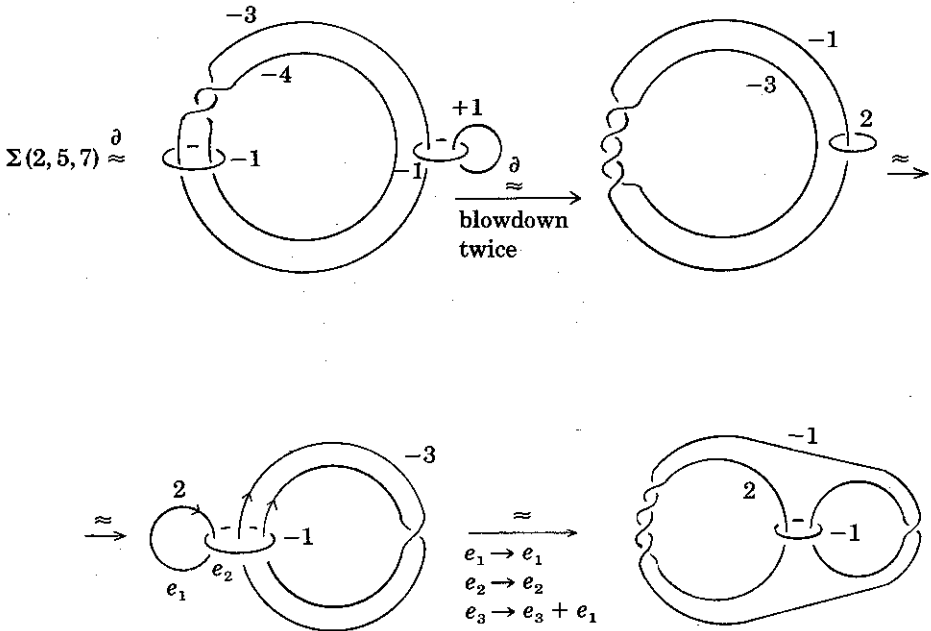 −3
−4
+1
Σ(2, 5, 7) ∂ ≈
-
−1
-
−1
∂ ≈
blowdown
twice
−1
−3
2
≈
≈
2
e₁
e₂
- -
−1
−3
≈
e₁ → e₁
e₂ → e₂
e₃ → e₃ + e₁
−1
2
-
−1